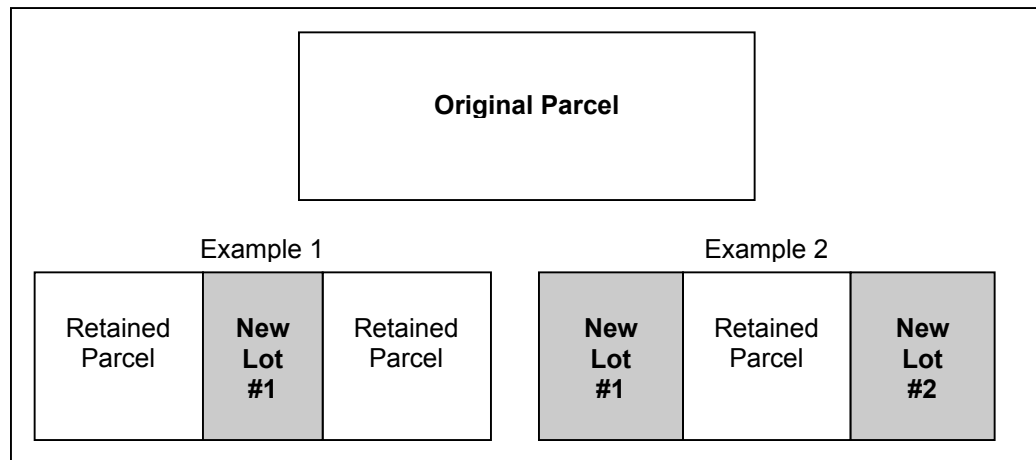 Original Parcel
Example 1
Retained
Parcel
New
Lot
#1
Retained
Parcel
Example 2
New
Lot
#1
Retained
Parcel
New
Lot
#2